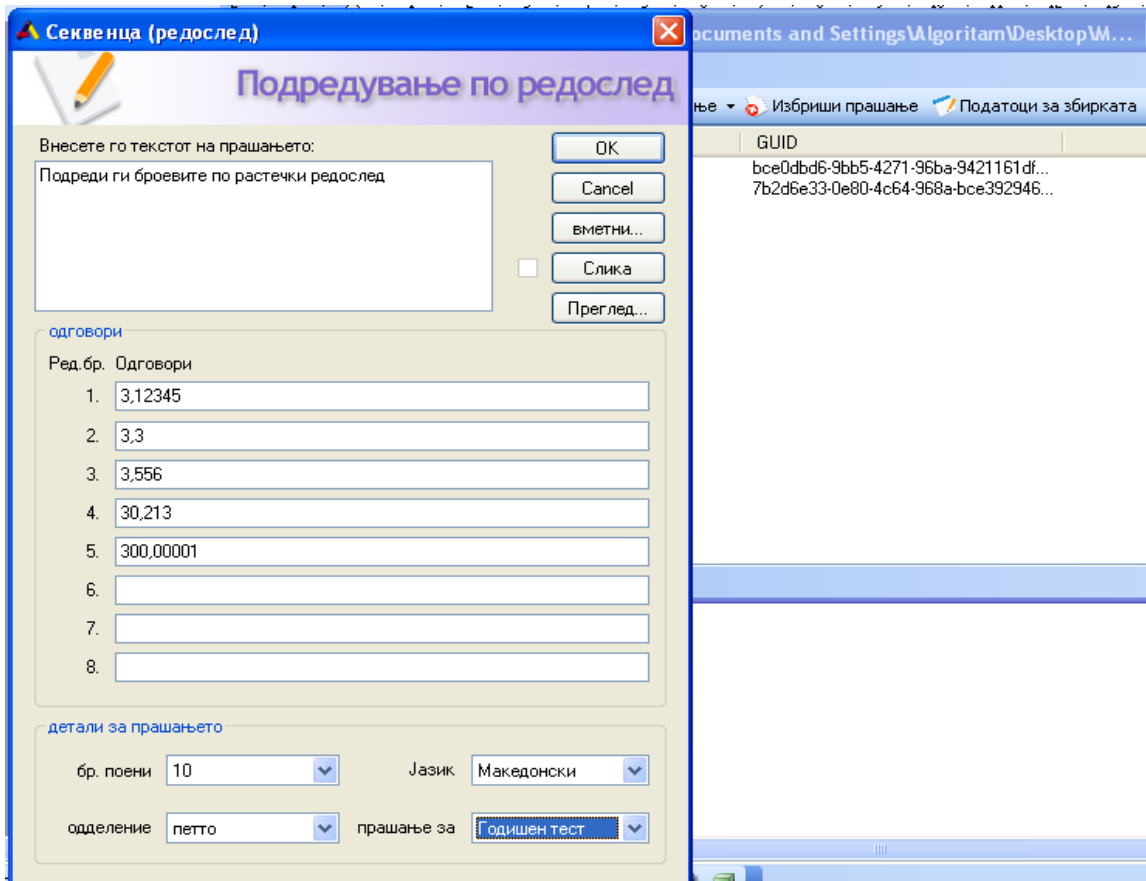 Секвенца (редослед)
ocuments and Settings\Algoritam\Desktop\M...
Подредување по редослед
ње
Избриши прашање
Податоци за збирката
Внесете го текстот на прашањето:
Подреди ги броевите по растечки редослед
OK
Cancel
вметни...
Слика
Преглед...
GUID
bce0dbd6-9bb5-4271-96ba-9421161df...
7b2d6e33-0e80-4c64-968a-bce392946...
одговори
Ред.бр. Одговори
1. 3,12345
2. 3,3
3. 3,556
4. 30,213
5. 300,00001
6.
7.
8.
детали за прашањето
бр. поени 10
Јазик Македонски
одделение петто
прашање за Годишен тест